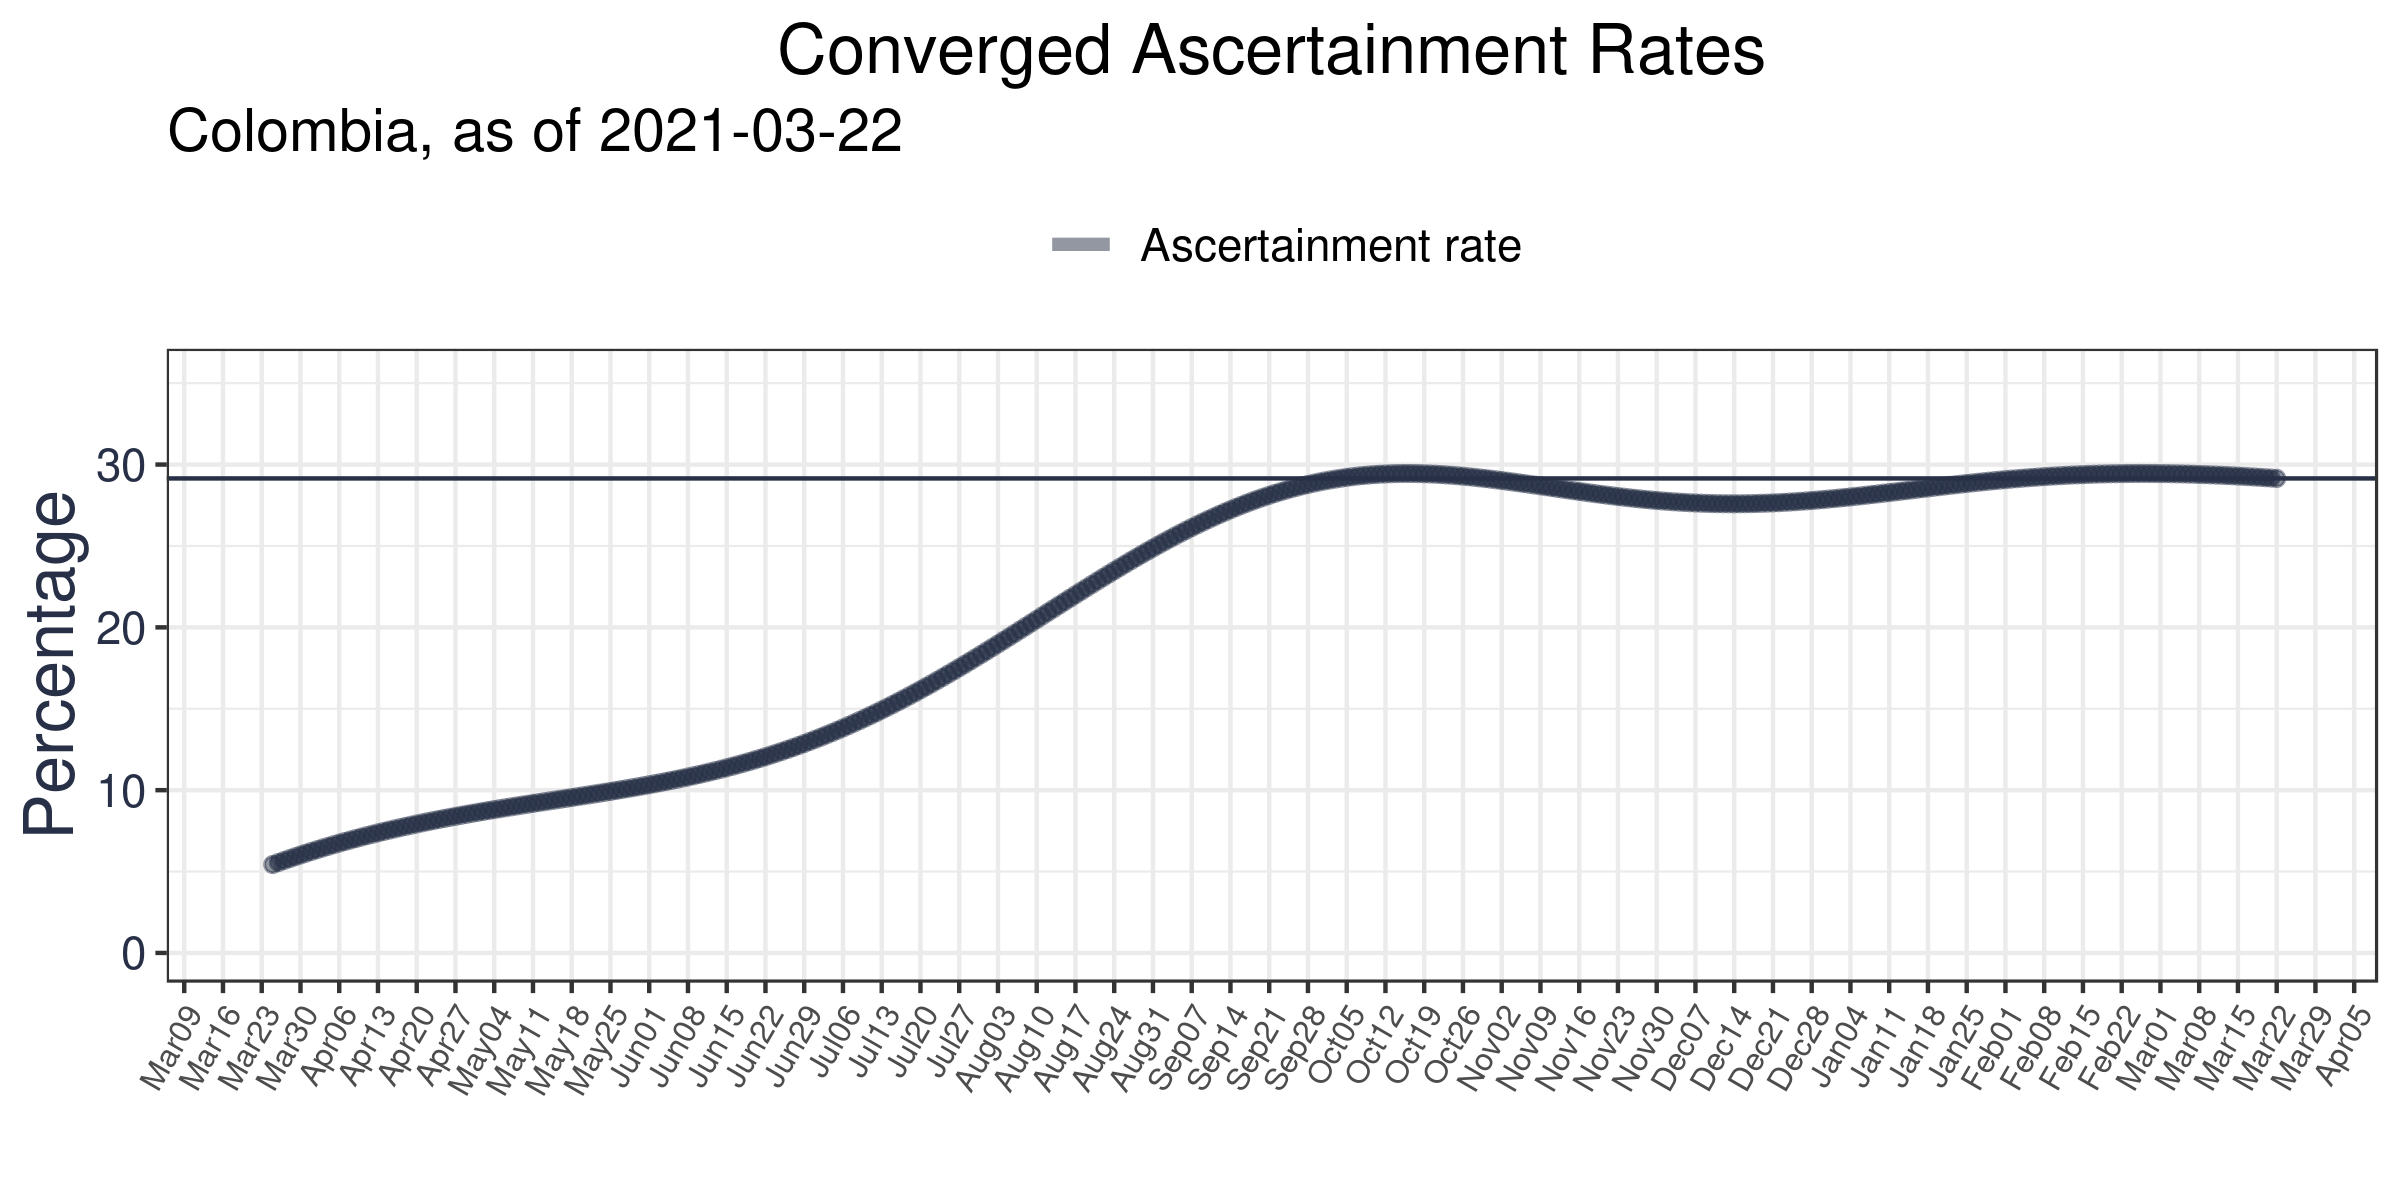 Converged Ascertainment Rates
Colombia, as of 2021-03-22
Ascertainment rate
Percentage
30
20
10
0
Mar09 Mar16 Mar23 Mar30 Apr06 Apr13 Apr20 Apr27 May04 May11 May18 May25 Jun01 Jun08 Jun15 Jun22 Jun29 Jul06 Jul13 Jul20 Jul27 Aug03 Aug10 Aug17 Aug24 Aug31 Sep07 Sep14 Sep21 Sep28 Oct05 Oct12 Oct19 Oct26 Nov02 Nov09 Nov16 Nov23 Nov30 Dec07 Dec14 Dec21 Dec28 Jan04 Jan11 Jan18 Jan25 Feb01 Feb08 Feb15 Feb22 Mar01 Mar08 Mar15 Mar22 Mar29 Apr05